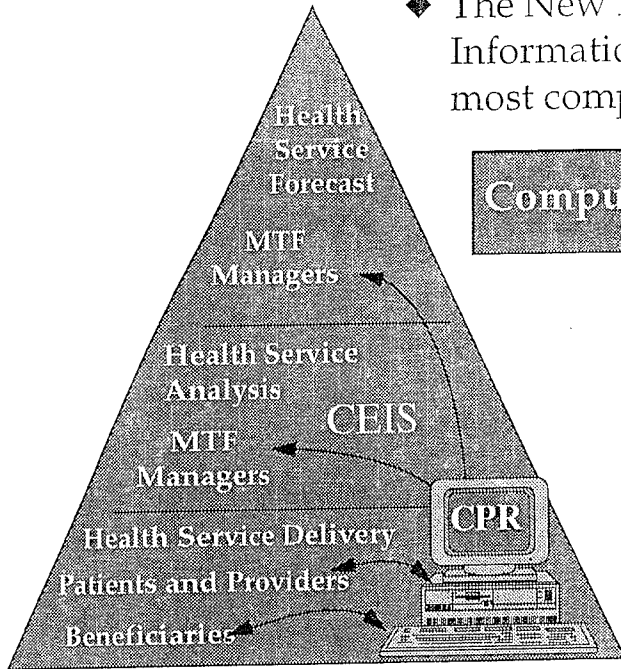 ◆ The New
Informatio
most comp
Compu
Health
Service
Forecast
MTF
Managers
Health Service
Analysis
CEIS
MTF
Managers
CPR
Health Service Delivery
Patients and Providers
Beneficiaries